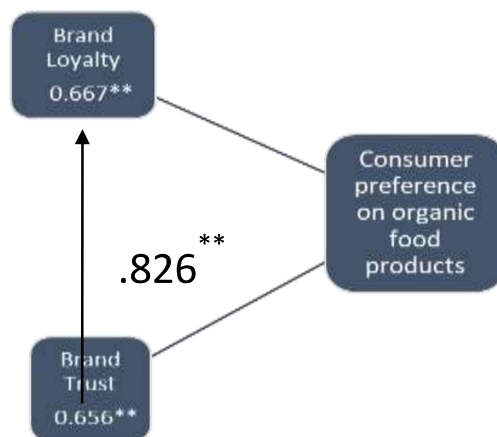 Brand
Loyalty
0.667**
Consumer
preference
on organic
food
products
.826**
Brand
Trust
0.656**